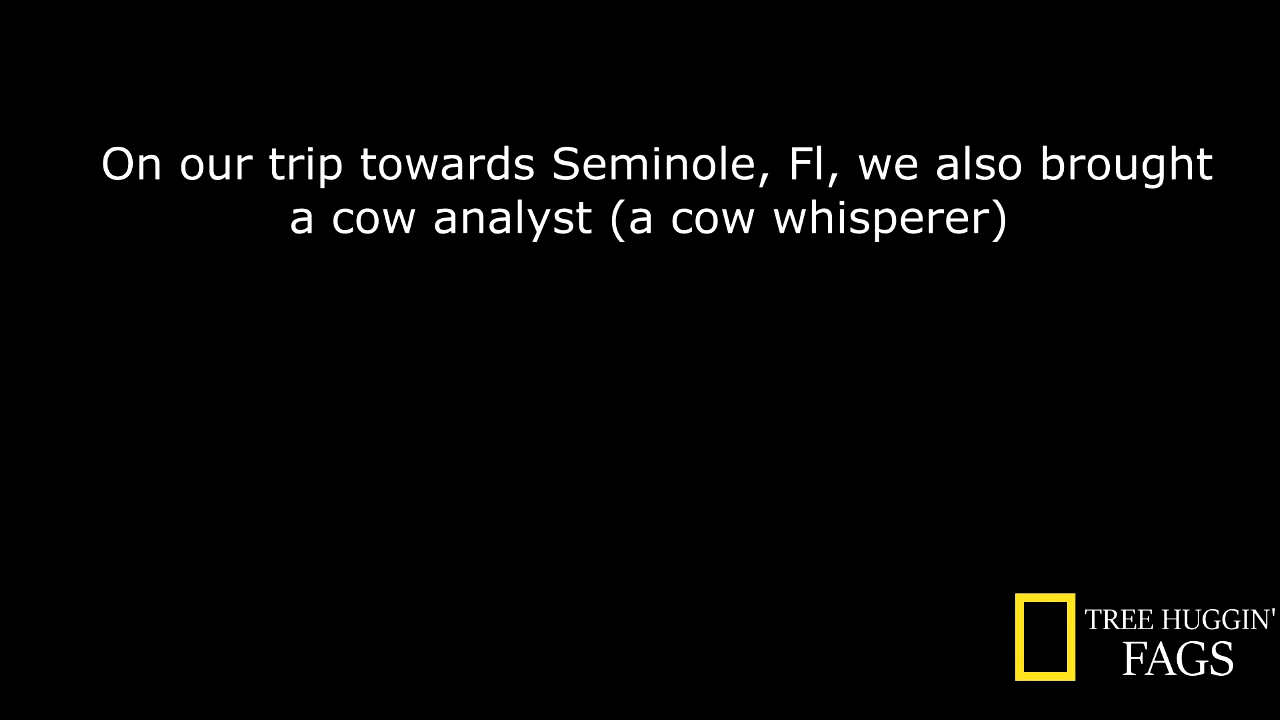 On our trip towards Seminole, Fl, we also brought
a cow analyst (a cow whisperer)
TREE HUGGIN'
FAGS